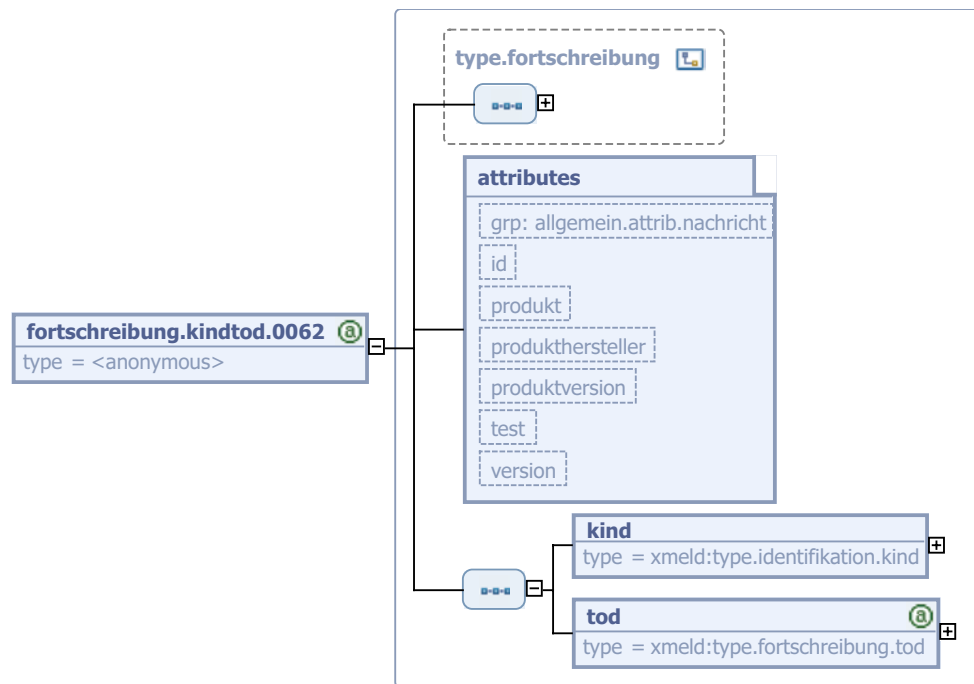 type.fortschreibung
attributes
grp: allgemein.attrib.nachricht
id
produkt
produkthersteller
produktversion
test
version
fortschreibung.kindtod.0062 @
type = <anonymous>
kind
type = xmeld:type.identifikation.kind
tod @
type = xmeld:type.fortschreibung.tod